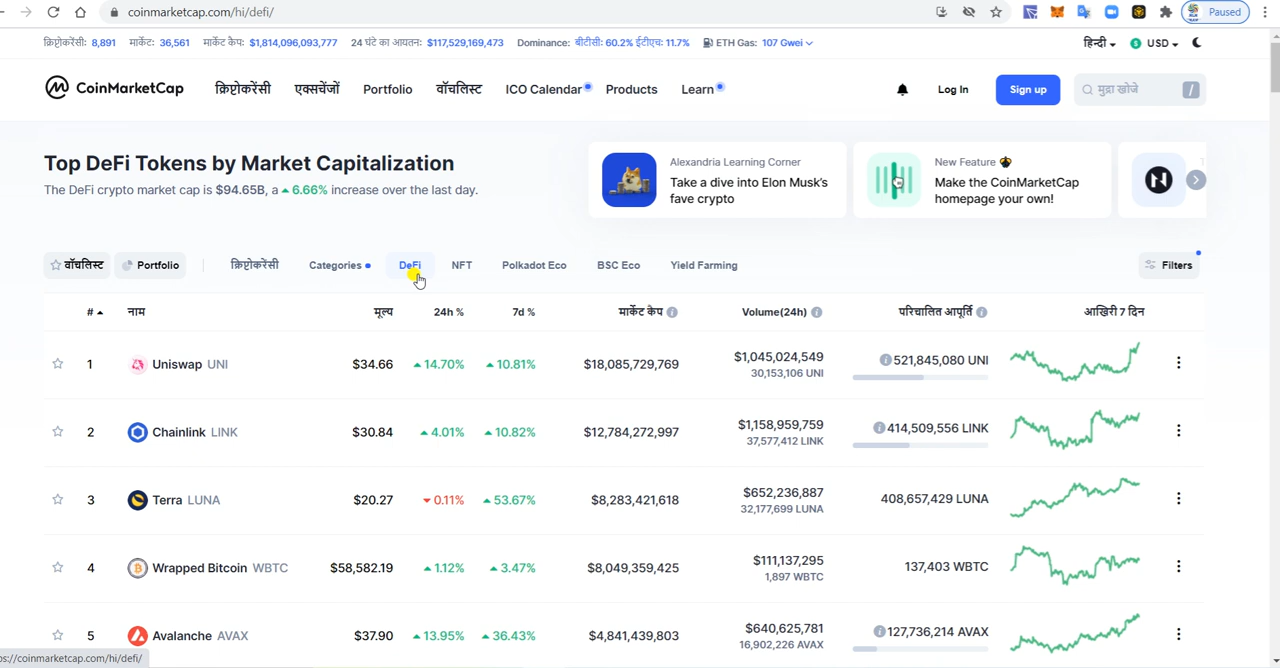 coinmarketcap.com/hi/defi/
Paused
क्रिप्टोकरेंसी: 8,891 मार्केट: 36,561 मार्केट कैप: $1,814,096,093,777 24 घंटे का आयतन: $117,529,169,473 Dominance: बीटीसी: 60.2% ईटीएच: 11.7% ETH Gas: 107 Gwei
हिन्दी USD
CoinMarketCap क्रिप्टोकरेंसी एक्सचेंजों Portfolio वॉचलिस्ट ICO Calendar Products Learn
Log In Sign up मुद्रा खोजे /
Top DeFi Tokens by Market Capitalization
The DeFi crypto market cap is $94.65B, a 6.66% increase over the last day.
Alexandria Learning Corner
Take a dive into Elon Musk's
fave crypto
New Feature
Make the CoinMarketCap
homepage your own!
वॉचलिस्ट Portfolio क्रिप्टोकरेंसी Categories DeFi NFT Polkadot Eco BSC Eco Yield Farming Filters
# नाम मूल्य 24h % 7d % मार्केट कैप Volume(24h) परिचालित आपूर्ति आखिरी 7 दिन
1 Uniswap UNI $34.66 14.70% 10.81% $18,085,729,769 $1,045,024,549 521,845,080 UNI
30,153,106 UNI
2 Chainlink LINK $30.84 4.01% 10.82% $12,784,272,997 $1,158,959,759 414,509,556 LINK
37,577,412 LINK
3 Terra LUNA $20.27 0.11% 53.67% $8,283,421,618 $652,236,887 408,657,429 LUNA
32,177,699 LUNA
4 Wrapped Bitcoin WBTC $58,582.19 1.12% 3.47% $8,049,359,425 $111,137,295 137,403 WBTC
1,897 WBTC
5 Avalanche AVAX $37.90 13.95% 36.43% $4,841,439,803 $640,625,781 127,736,214 AVAX
16,902,226 AVAX
ps://coinmarketcap.com/hi/defi/